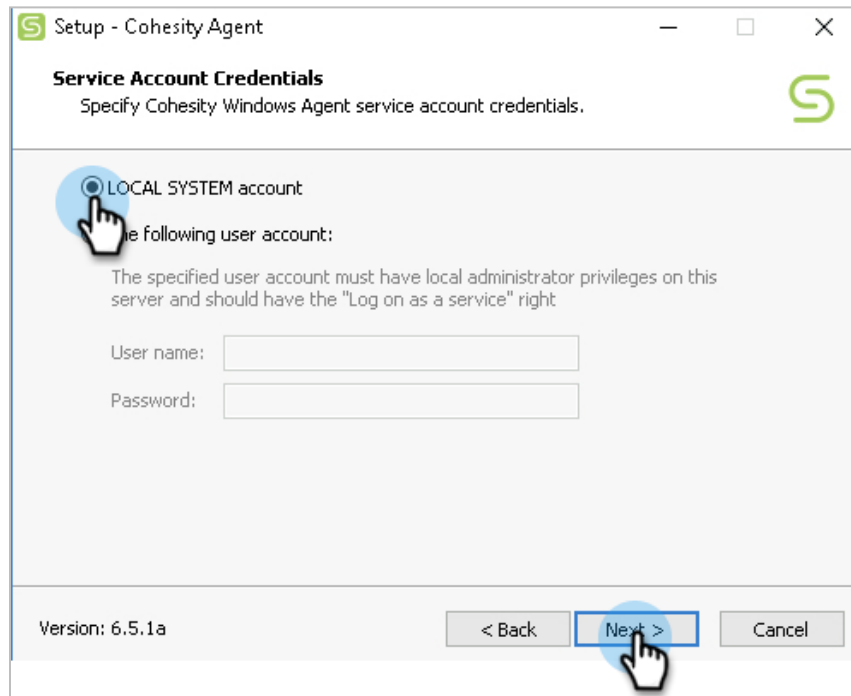 Setup - Cohesity Agent
Service Account Credentials
Specify Cohesity Windows Agent service account credentials.
LOCAL SYSTEM account
following user account:
The specified user account must have local administrator privileges on this
server and should have the "Log on as a service" right
User name:
Password:
Version: 6.5.1a
< Back
Next >
Cancel